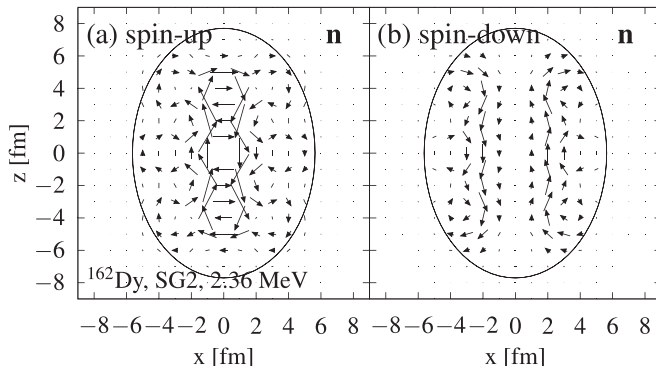 (a) spin-up n (b) spin-down n
8
6
4
2
0
−2
−4
−6
−8
z [fm]
¹⁶²Dy, SG2, 2.36 MeV
−8 −6 −4 −2 0 2 4 6 8 −8 −6 −4 −2 0 2 4 6 8
x [fm] x [fm]